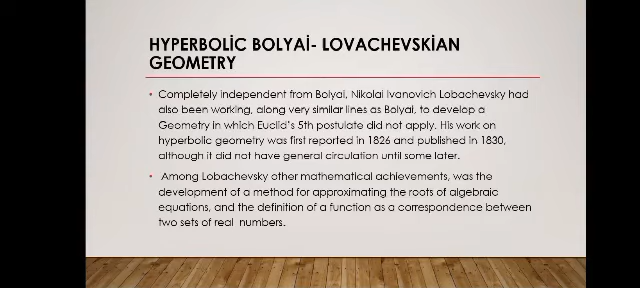 HYPERBOLİC BOLYAİ- LOVACHEVSKİAN
GEOMETRY
• Completely independent from Bolyai, Nikolai Ivanovich Lobachevsky had
also been working, along very similar lines as Bolyai, to develop a
Geometry in which Euclid's 5th postulate did not apply. His work on
hyperbolic geometry was first reported in 1826 and published in 1830,
although it did not have general circulation until some later.
• Among Lobachevsky other mathematical achievements, was the
development of a method for approximating the roots of algebraic
equations, and the definition of a function as a correspondence between
two sets of real numbers.